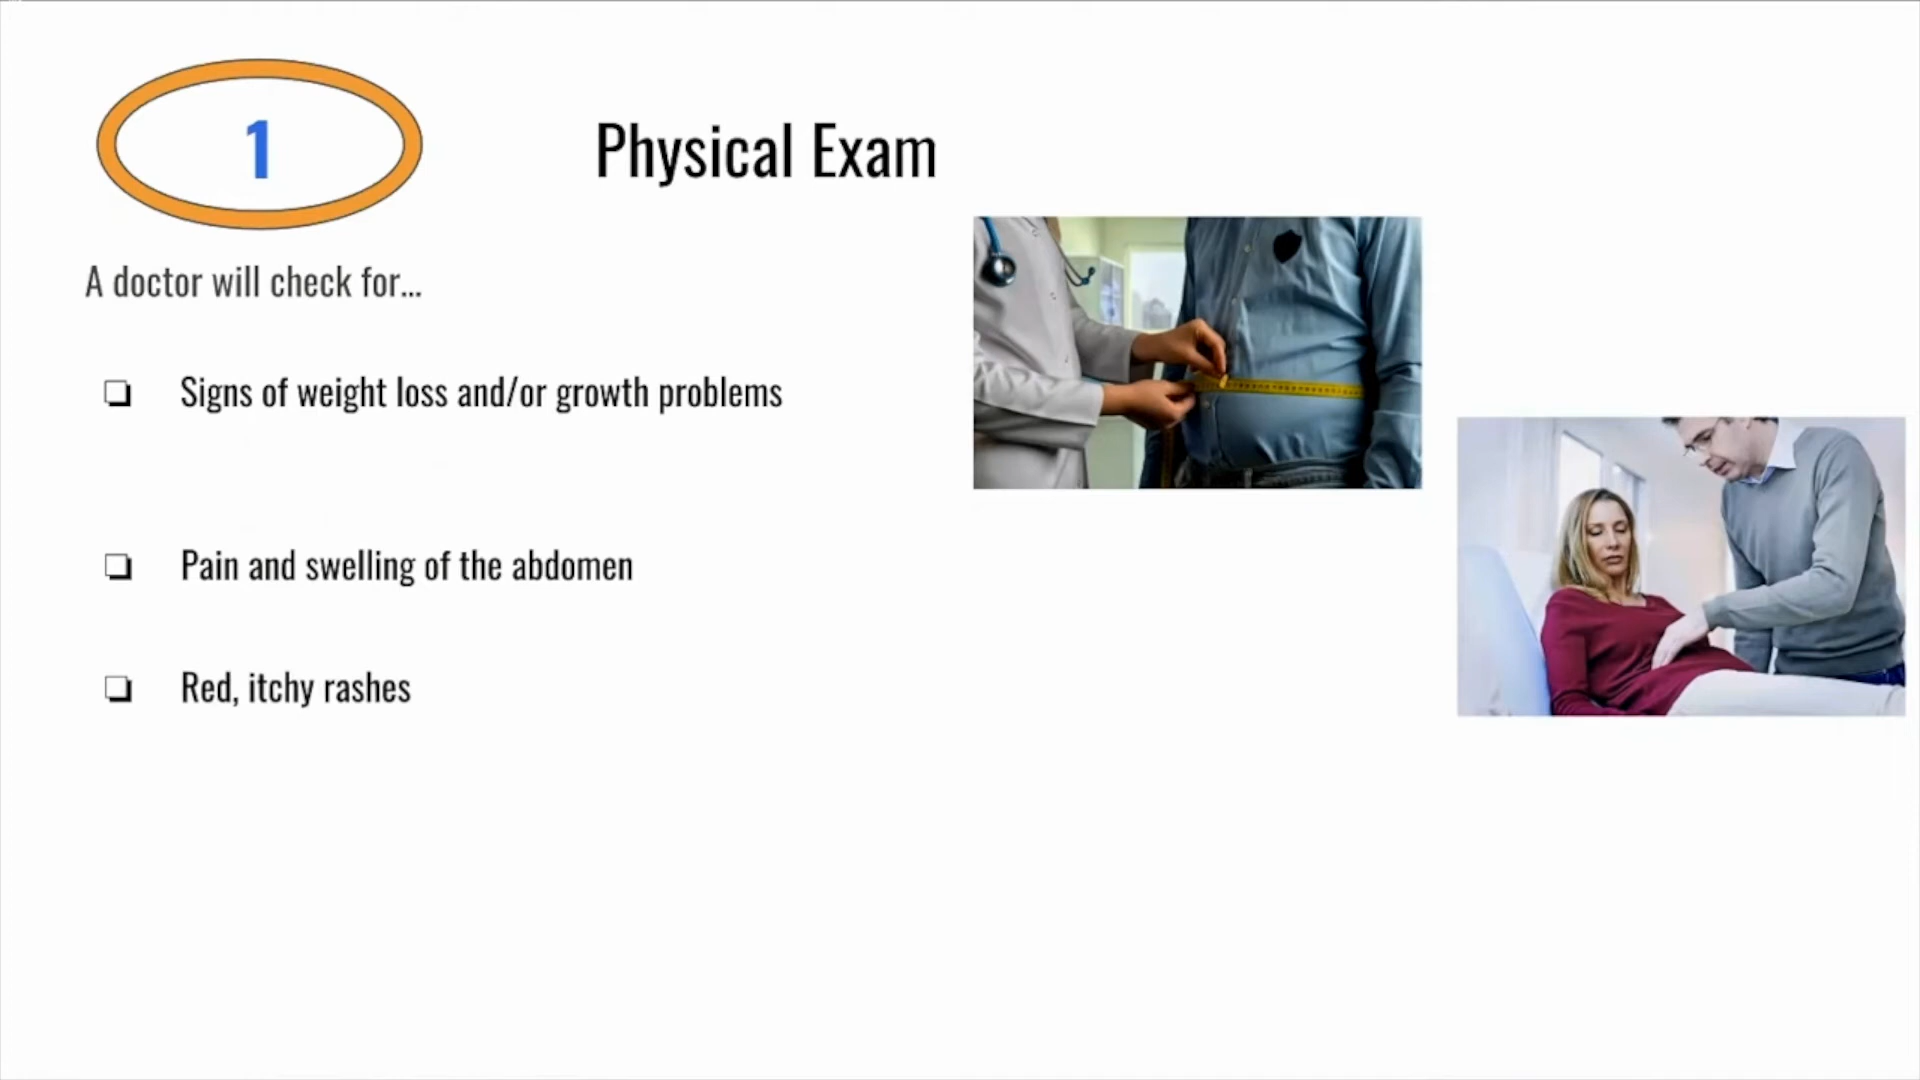 1
Physical Exam
A doctor will check for...
❏ Signs of weight loss and/or growth problems
❏ Pain and swelling of the abdomen
❏ Red, itchy rashes